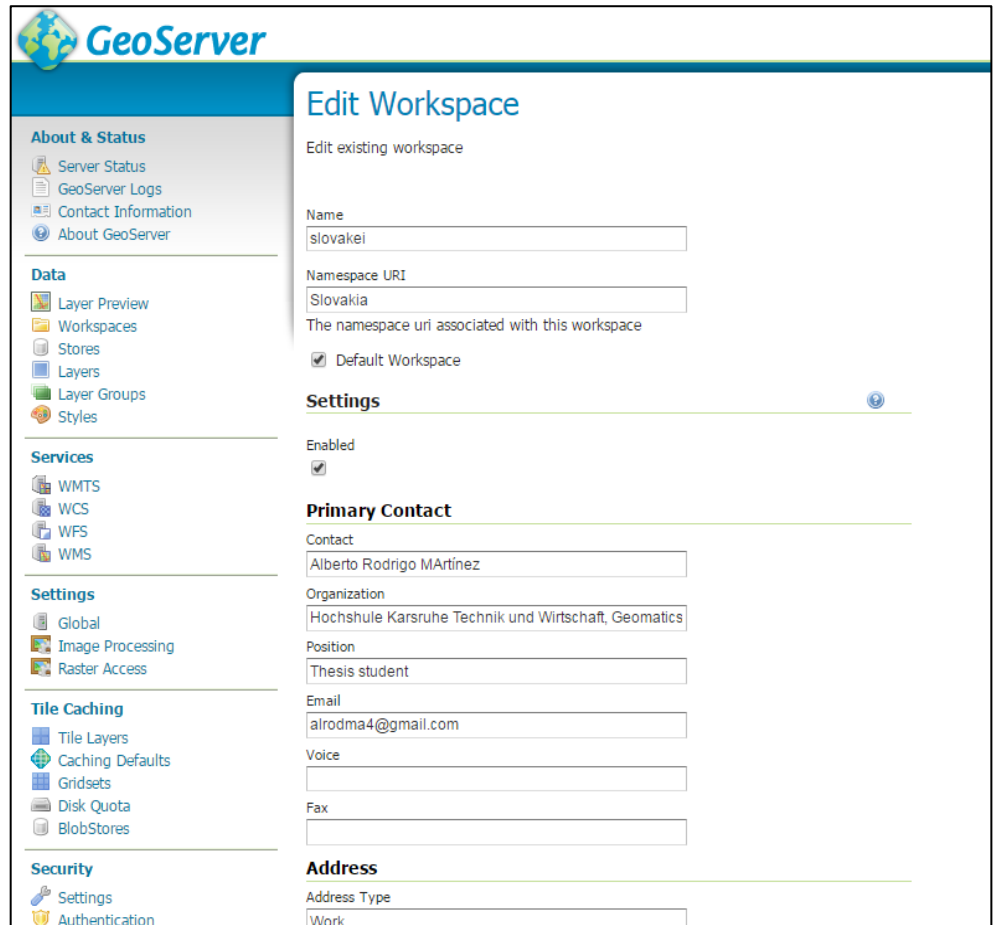 GeoServer
About & Status
Server Status
GeoServer Logs
Contact Information
About GeoServer
Data
Layer Preview
Workspaces
Stores
Layers
Layer Groups
Styles
Services
WMTS
WCS
WFS
WMS
Settings
Global
Image Processing
Raster Access
Tile Caching
Tile Layers
Caching Defaults
Gridsets
Disk Quota
BlobStores
Security
Settings
Authentication
Edit Workspace
Edit existing workspace
Name
slovakei
Namespace URI
Slovakia
The namespace uri associated with this workspace
Default Workspace
Settings
Enabled
Primary Contact
Contact
Alberto Rodrigo MArtínez
Organization
Hochshule Karsruhe Technik und Wirtschaft, Geomatics
Position
Thesis student
Email
alrodma4@gmail.com
Voice
Fax
Address
Address Type
Work